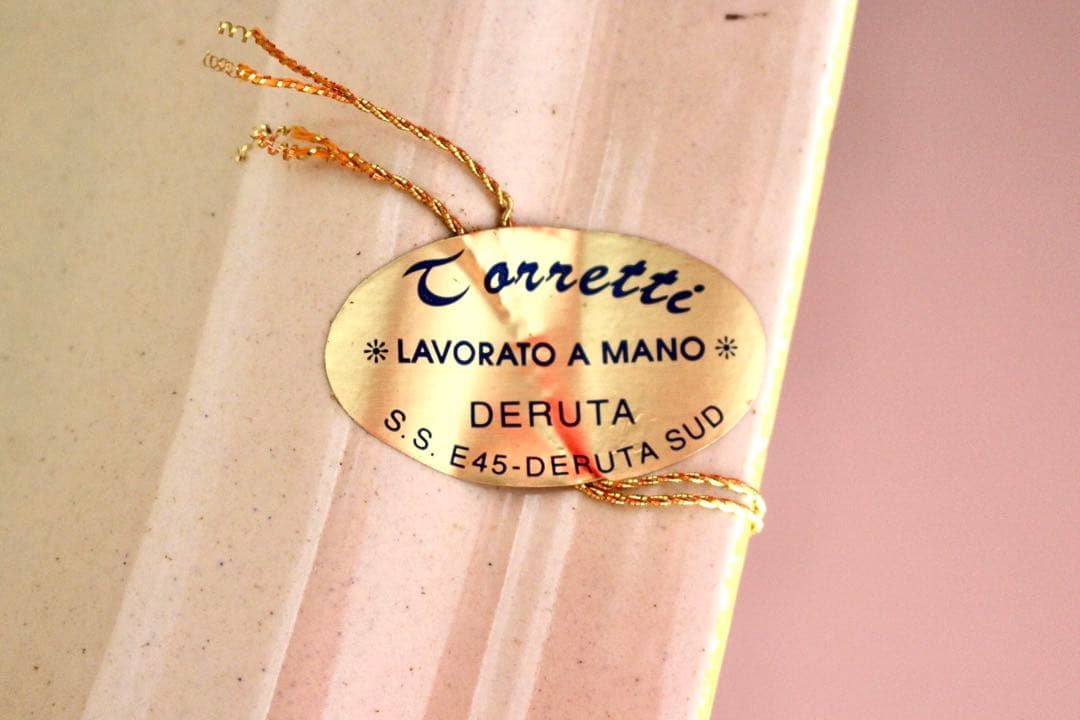 Torretti
* LAVORATO A MANO *
DERUTA
S.S. E45-DERUTA SUD